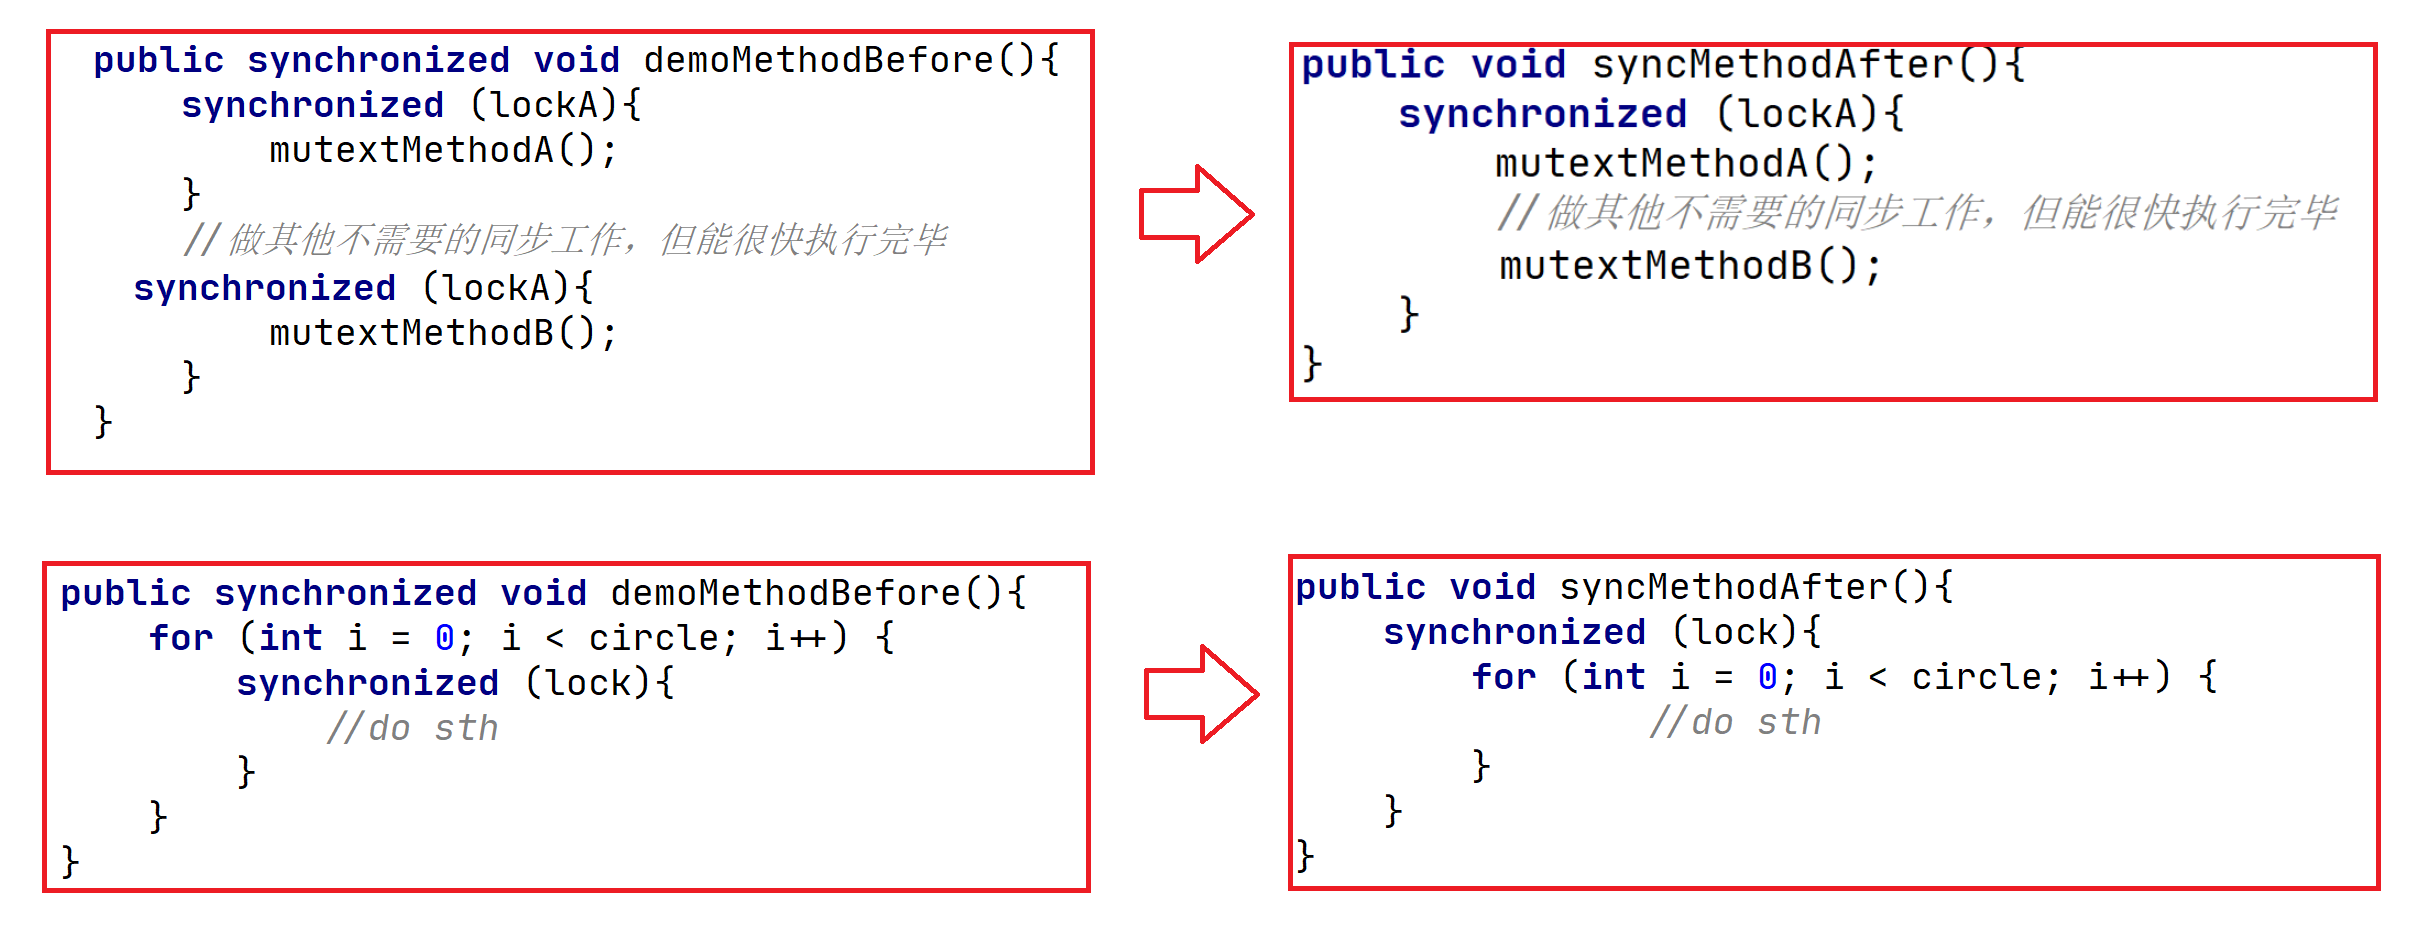 public synchronized void demoMethodBefore(){
synchronized (lockA){
mutextMethodA();
}
//做其他不需要的同步工作，但能很快执行完毕
synchronized (lockA){
mutextMethodB();
}
}
public void syncMethodAfter(){
synchronized (lockA){
mutextMethodA();
//做其他不需要的同步工作，但能很快执行完毕
mutextMethodB();
}
}
public synchronized void demoMethodBefore(){
for (int i = 0; i < circle; i++) {
synchronized (lock){
//do sth
}
}
}
public void syncMethodAfter(){
synchronized (lock){
for (int i = 0; i < circle; i++) {
//do sth
}
}
}